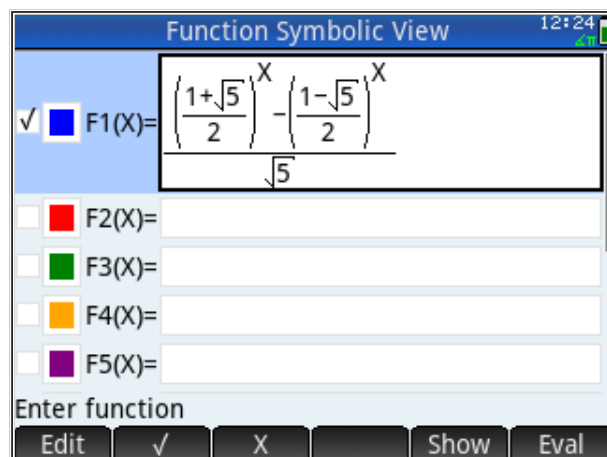 Function Symbolic View 12:24
∡π
√ F1(X)= ((1+√5)/2)^X-((1-√5)/2)^X/√5
F2(X)=
F3(X)=
F4(X)=
F5(X)=
Enter function
Edit √ X Show Eval